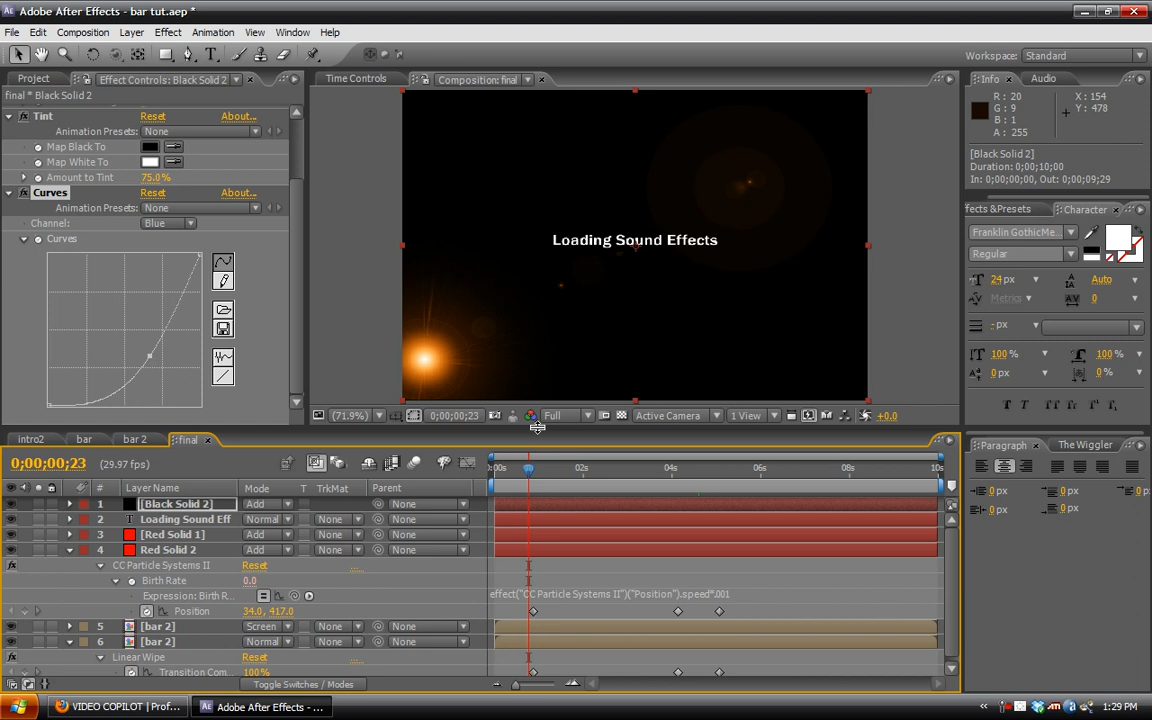 Adobe After Effects - bar tut.aep *
File Edit Composition Layer Effect Animation View Window Help
Workspace: Standard
Project Effect Controls: Black Solid 2
Time Controls Composition: final
Info Audio
final * Black Solid 2
Tint Reset About...
Animation Presets: None
Map Black To
Map White To
Amount to Tint 75.0%
Curves Reset About...
Animation Presets: None
Channel: Blue
Curves
Loading Sound Effects
R : 20
G : 9
B : 1
A : 255
X : 154
Y : 478
[Black Solid 2]
Duration: 0;00;10;00
In: 0;00;00;00, Out: 0;00;09;29
fects&Presets Character
Franklin GothicMe...
Regular
24 px Auto
Metrics 0
- px
100 % 100 %
0 px 0 %
T T TT Tt T¹ T₁
(71.9%) 0;00;00;23 Full Active Camera 1 View +0.0
intro2 bar bar 2 final
0;00;00;23 (29.97 fps)
:00s 02s 04s 06s 08s 10s
# Layer Name Mode T TrkMat Parent
1 [Black Solid 2] Add None
2 T Loading Sound Eff Normal None None
3 [Red Solid 1] Add None None
4 Red Solid 2 Add None None
CC Particle Systems II Reset ...
Birth Rate 0.0
Expression: Birth R... effect("CC Particle Systems II")("Position").speed*.001
Position 34.0, 417.0
5 [bar 2] Screen None None
6 [bar 2] Normal None None
Linear Wipe Reset ...
Transition Com... 100%
Toggle Switches / Modes
Paragraph The Wiggler
0 px 0 px 0 p
0 px 0 px
start VIDEO COPILOT | Prof... Adobe After Effects - ... 1:29 PM